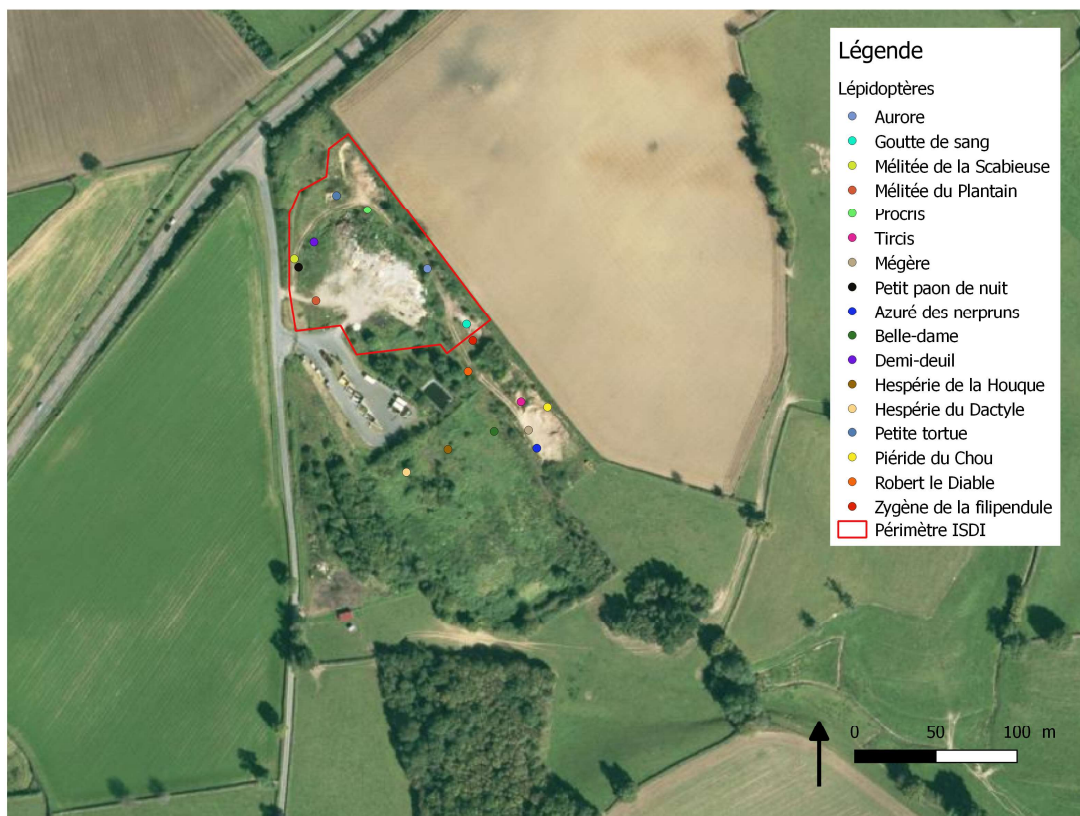 Légende
Lépidoptères
Aurore
Goutte de sang
Mélitée de la Scabieuse
Mélitée du Plantain
Procris
Tircis
Mégère
Petit paon de nuit
Azuré des nerpruns
Belle-dame
Demi-deuil
Hespérie de la Houque
Hespérie du Dactyle
Petite tortue
Piéride du Chou
Robert le Diable
Zygène de la filipendule
Périmètre ISDI
0 50 100 m